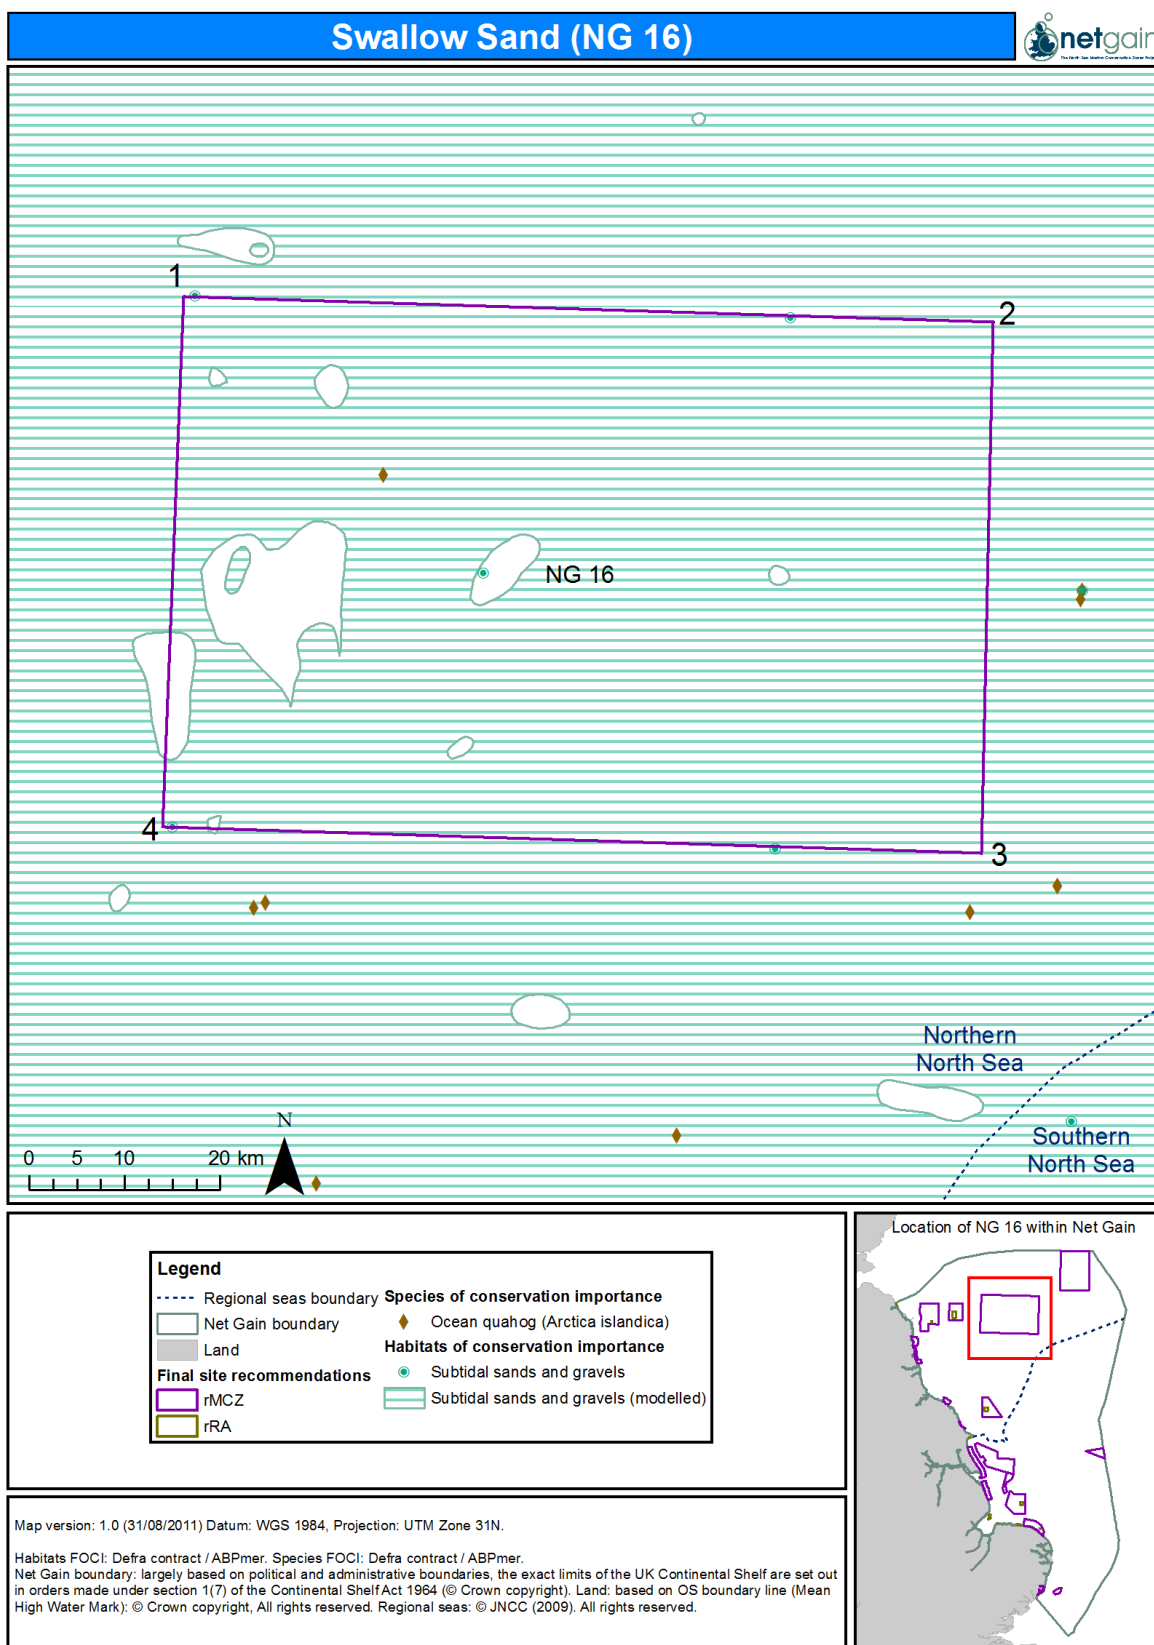 Swallow Sand (NG 16)
netgain
1
2
NG 16
4
3
Northern
North Sea
Southern
North Sea
N
0 5 10 20 km
Legend
Regional seas boundary
Net Gain boundary
Land
Final site recommendations
rMCZ
rRA
Species of conservation importance
Ocean quahog (Arctica islandica)
Habitats of conservation importance
Subtidal sands and gravels
Subtidal sands and gravels (modelled)
Location of NG 16 within Net Gain
Map version: 1.0 (31/08/2011) Datum: WGS 1984, Projection: UTM Zone 31N.
Habitats FOCI: Defra contract / ABPmer. Species FOCI: Defra contract / ABPmer.
Net Gain boundary: largely based on political and administrative boundaries, the exact limits of the UK Continental Shelf are set out
in orders made under section 1(7) of the Continental Shelf Act 1964 (© Crown copyright). Land: based on OS boundary line (Mean
High Water Mark): © Crown copyright, All rights reserved. Regional seas: © JNCC (2009). All rights reserved.